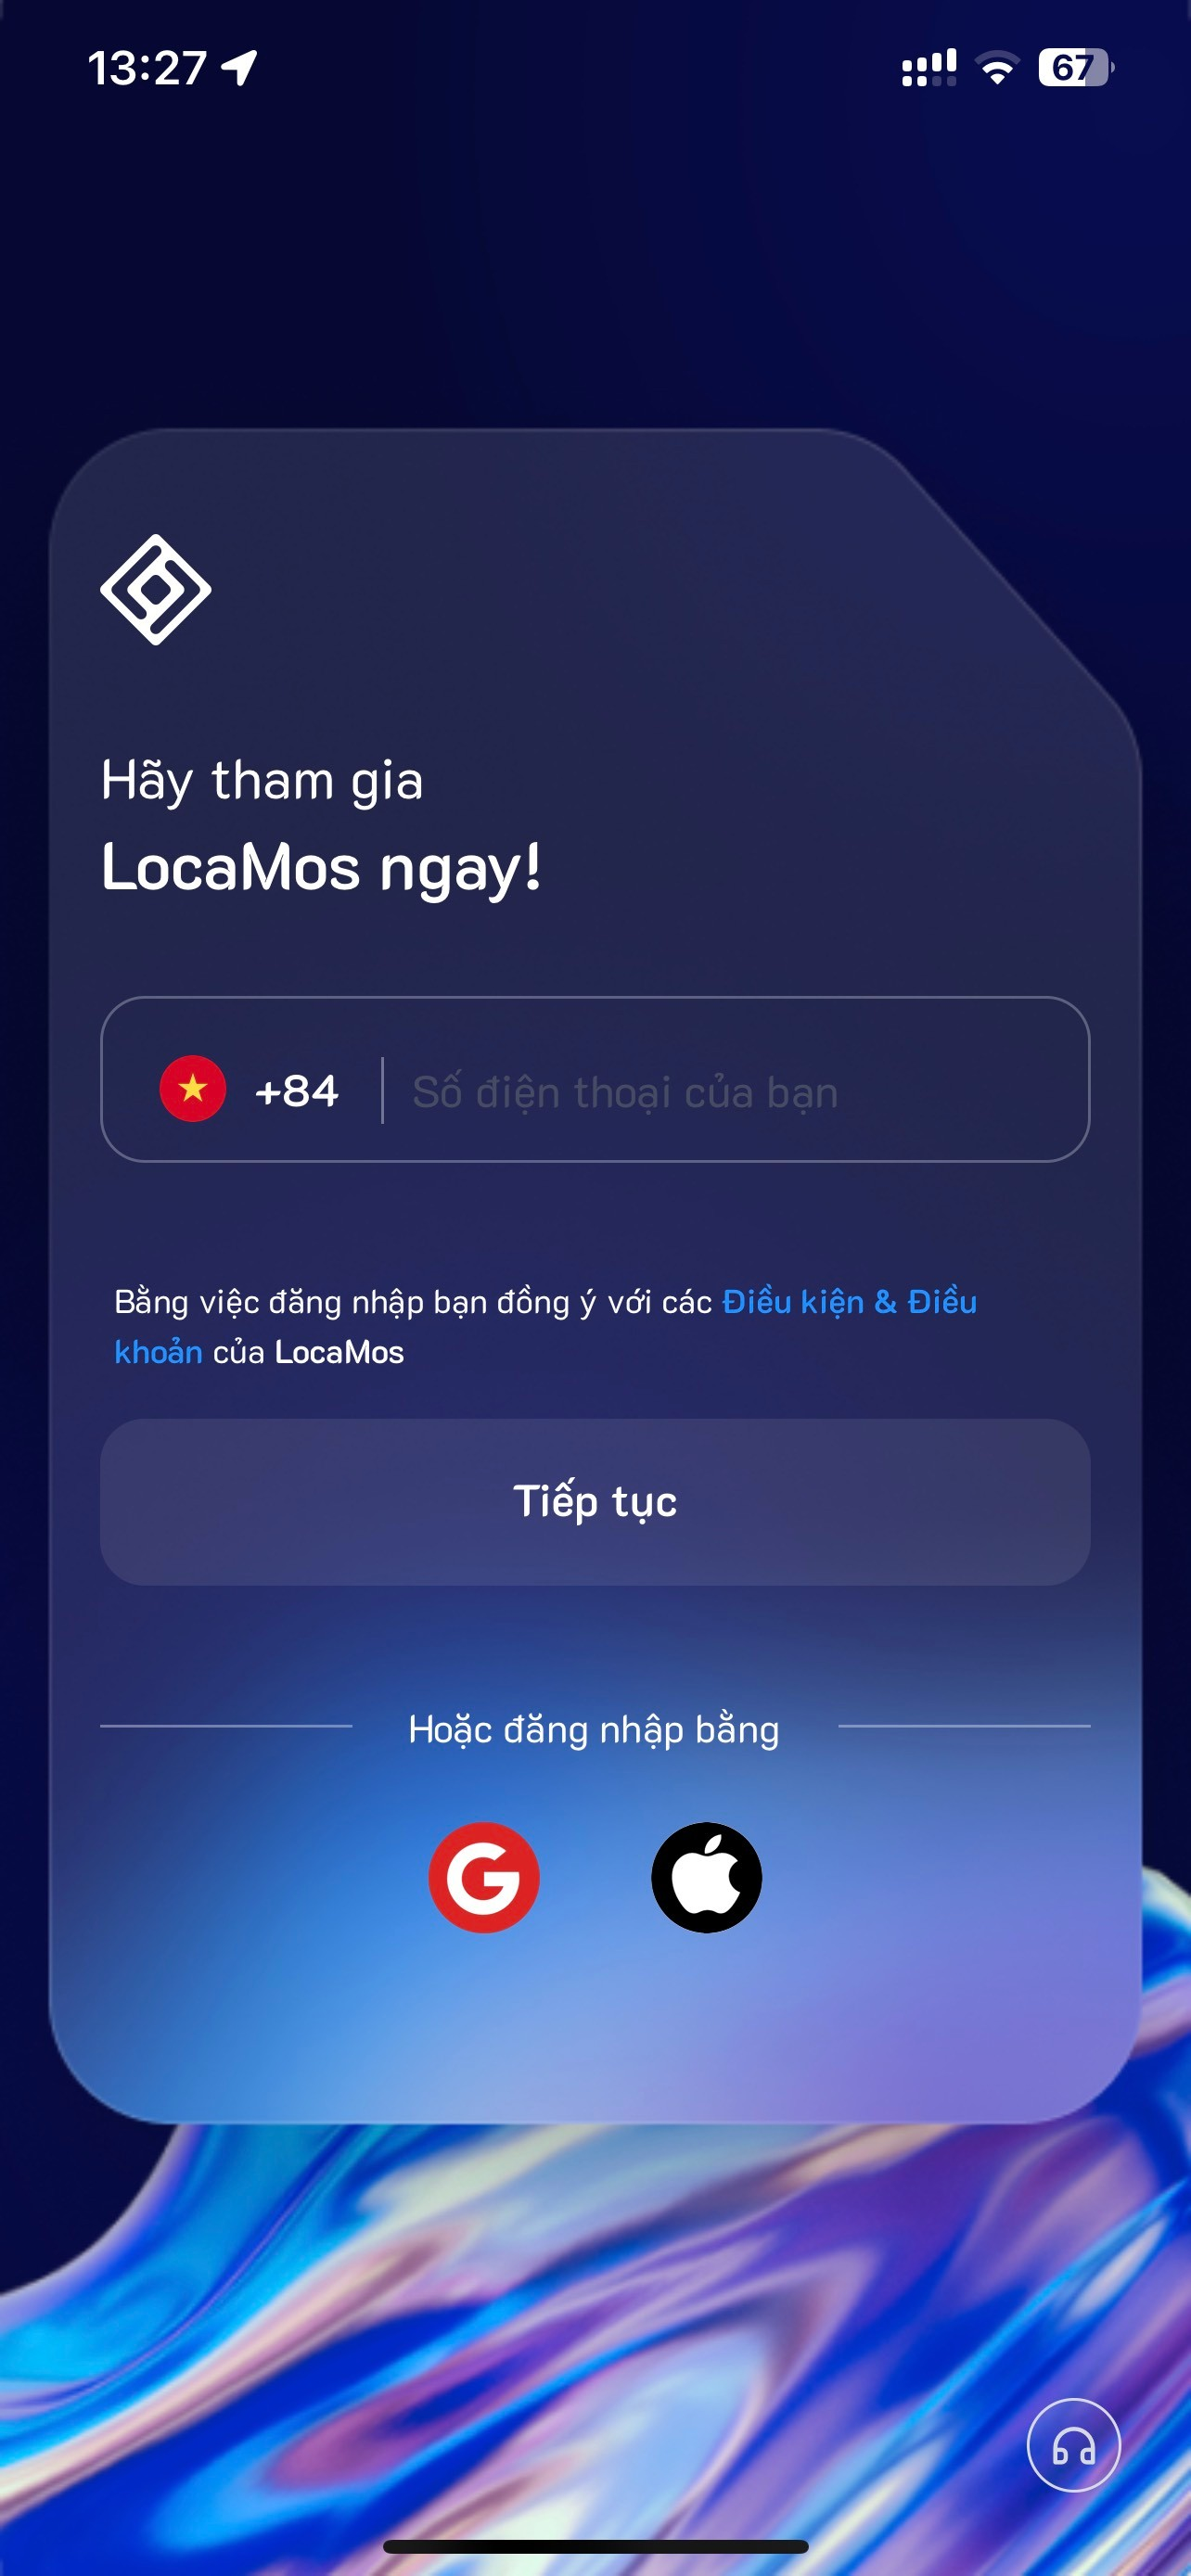 13:27
67
Hãy tham gia
LocaMos ngay!
+84
Số điện thoại của bạn
Bằng việc đăng nhập bạn đồng ý với các Điều kiện & Điều
khoản của LocaMos
Tiếp tục
Hoặc đăng nhập bằng